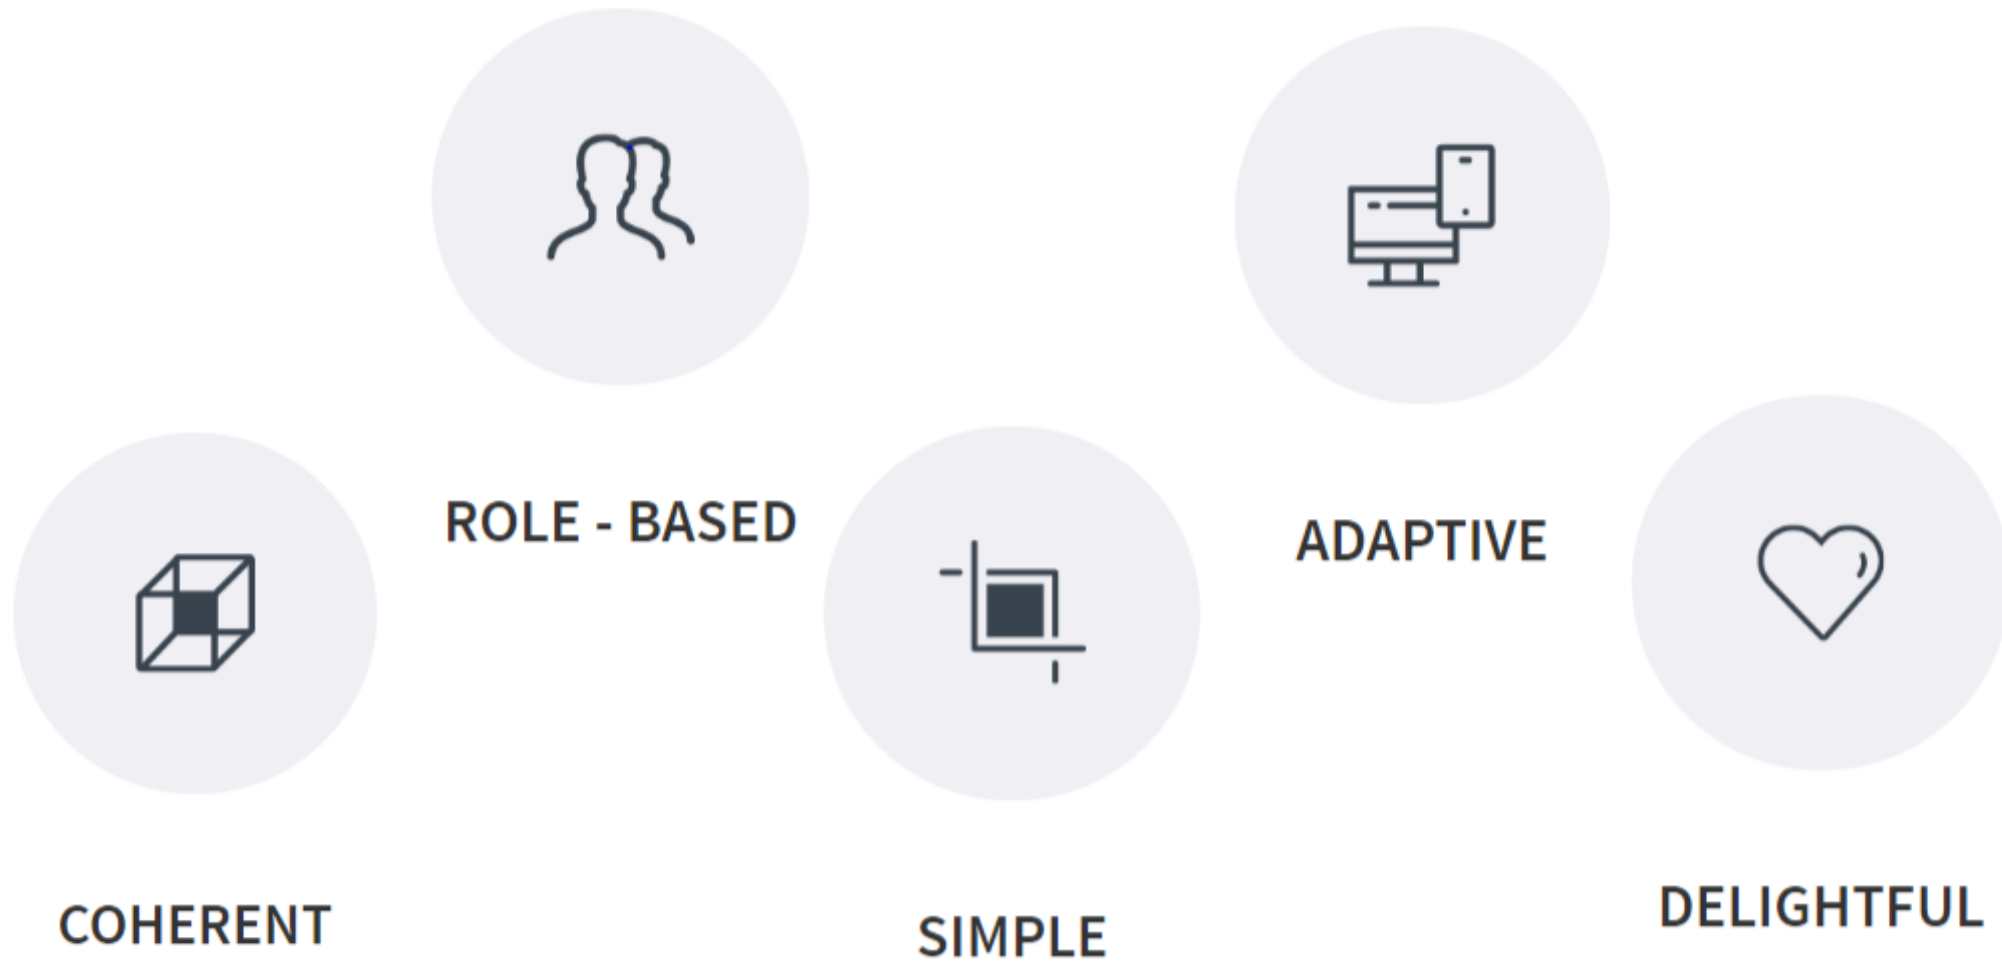 ROLE - BASED
ADAPTIVE
COHERENT
SIMPLE
DELIGHTFUL